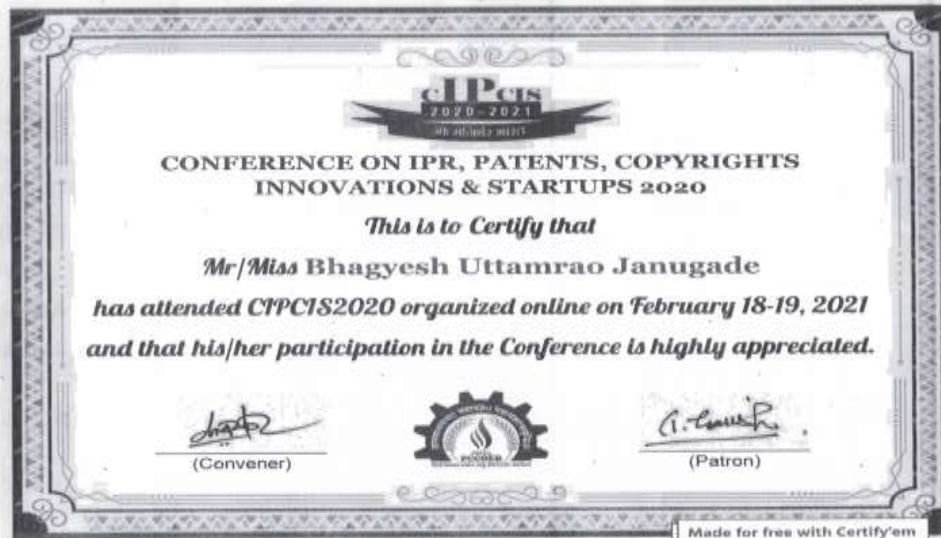 CIPCIS
2020-2021
CONFERENCE ON IPR, PATENTS, COPYRIGHTS
INNOVATIONS & STARTUPS 2020
This is to Certify that
Mr/Miss Bhagyesh Uttamrao Janugade
has attended CIPCIS2020 organized online on February 18-19, 2021
and that his/her participation in the Conference is highly appreciated.
(Convener)
PCCOER
(Patron)
Made for free with Certify'em